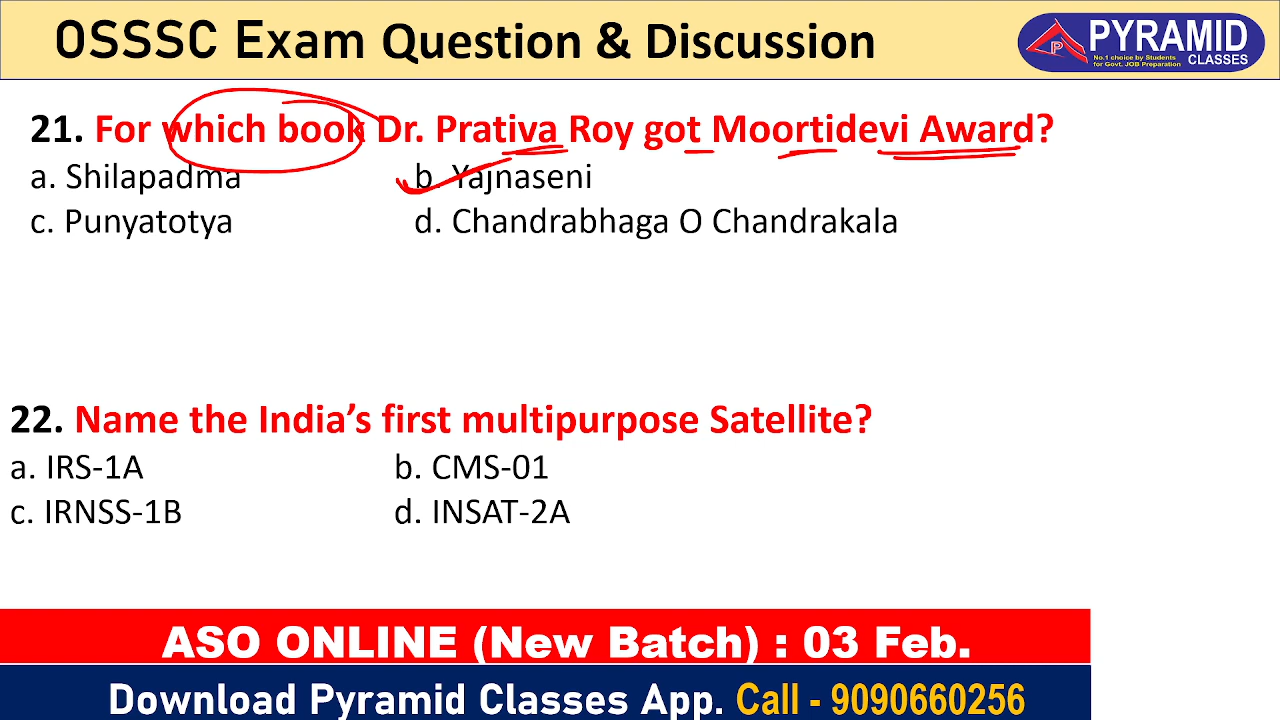 OSSSC Exam Question & Discussion
PYRAMID
CLASSES
No.1 choice by Students
for Govt. JOB Preparation
21. For which book Dr. Prativa Roy got Moortidevi Award?
a. Shilapadma b. Yajnaseni
c. Punyatotya d. Chandrabhaga O Chandrakala
22. Name the India's first multipurpose Satellite?
a. IRS-1A b. CMS-01
c. IRNSS-1B d. INSAT-2A
ASO ONLINE (New Batch) : 03 Feb.
Download Pyramid Classes App. Call - 9090660256